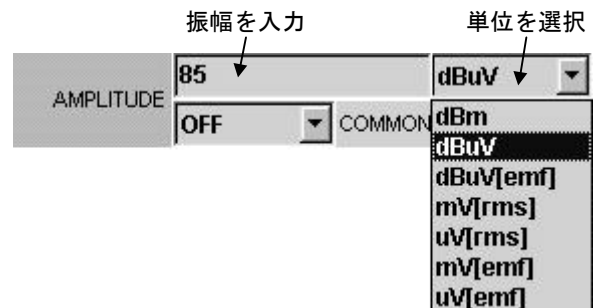 振幅を入力 単位を選択
AMPLITUDE 85 dBuV
OFF COMMON
dBm
dBuV
dBuV[emf]
mV[rms]
uV[rms]
mV[emf]
uV[emf]